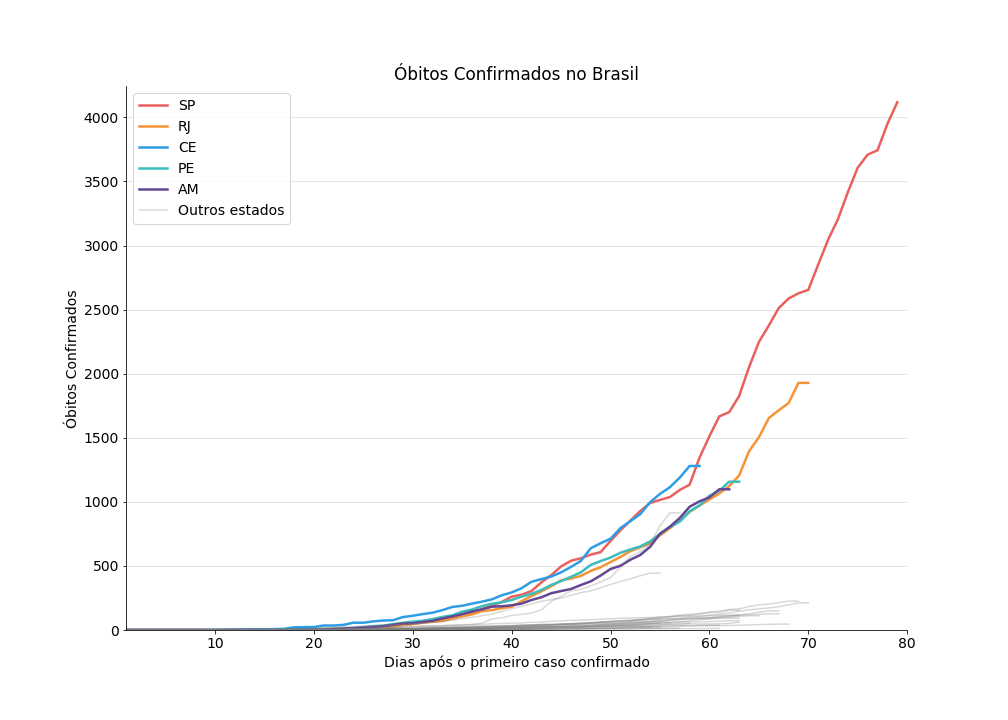 Óbitos Confirmados no Brasil
SP
RJ
CE
PE
AM
Outros estados
Óbitos Confirmados
4000
3500
3000
2500
2000
1500
1000
500
0
10 20 30 40 50 60 70 80
Dias após o primeiro caso confirmado